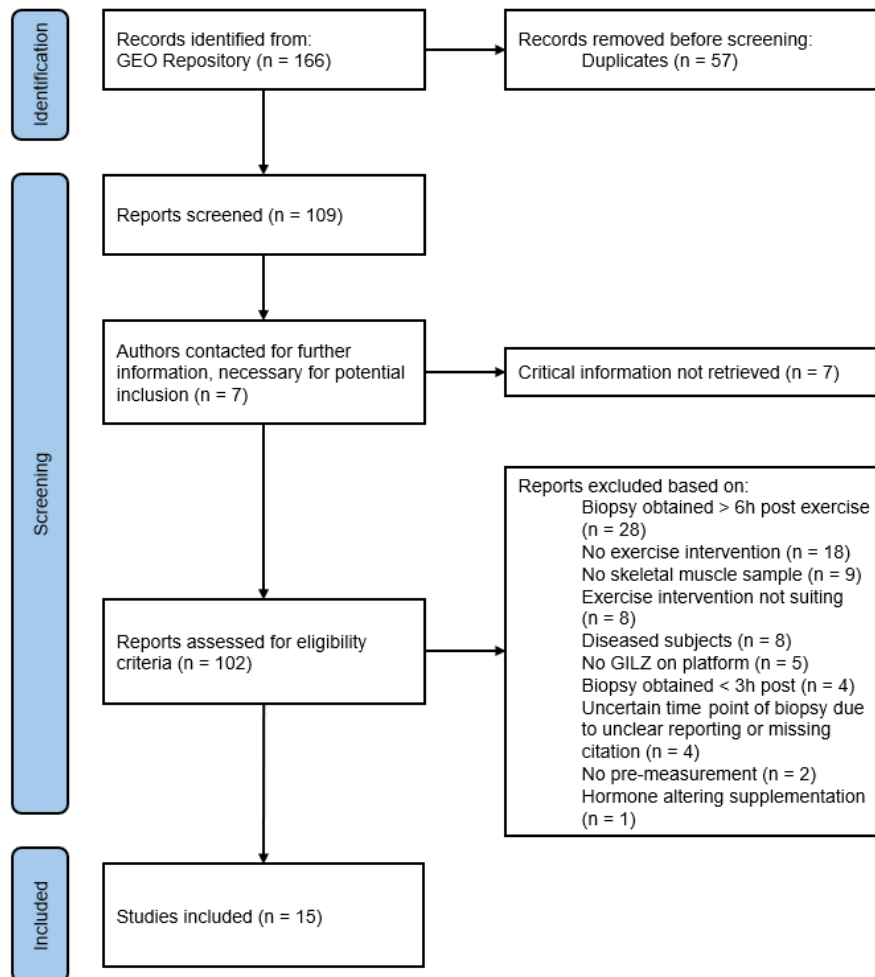 Identification
Records identified from:
GEO Repository (n = 166)
Records removed before screening:
Duplicates (n = 57)
Screening
Reports screened (n = 109)
Authors contacted for further
information, necessary for potential
inclusion (n = 7)
Critical information not retrieved (n = 7)
Reports assessed for eligibility
criteria (n = 102)
Reports excluded based on:
Biopsy obtained > 6h post exercise
(n = 28)
No exercise intervention (n = 18)
No skeletal muscle sample (n = 9)
Exercise intervention not suiting
(n = 8)
Diseased subjects (n = 8)
No GILZ on platform (n = 5)
Biopsy obtained < 3h post (n = 4)
Uncertain time point of biopsy due
to unclear reporting or missing
citation (n = 4)
No pre-measurement (n = 2)
Hormone altering supplementation
(n = 1)
Included
Studies included (n = 15)